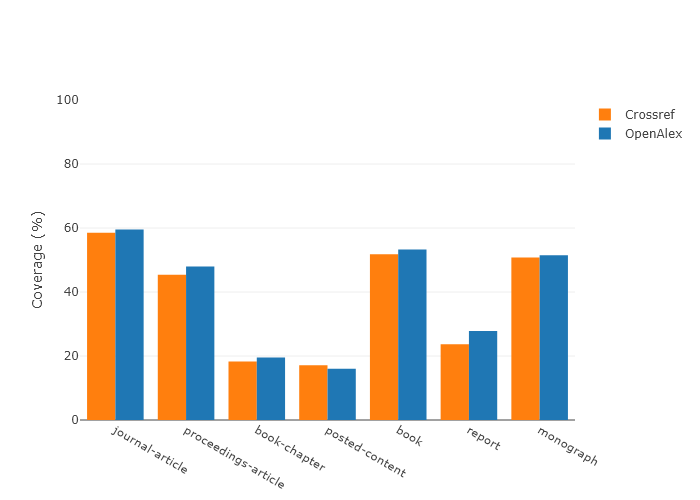 100
80
60
40
20
0
Coverage (%)
journal-article
proceedings-article
book-chapter
posted-content
book
report
monograph
Crossref
OpenAlex